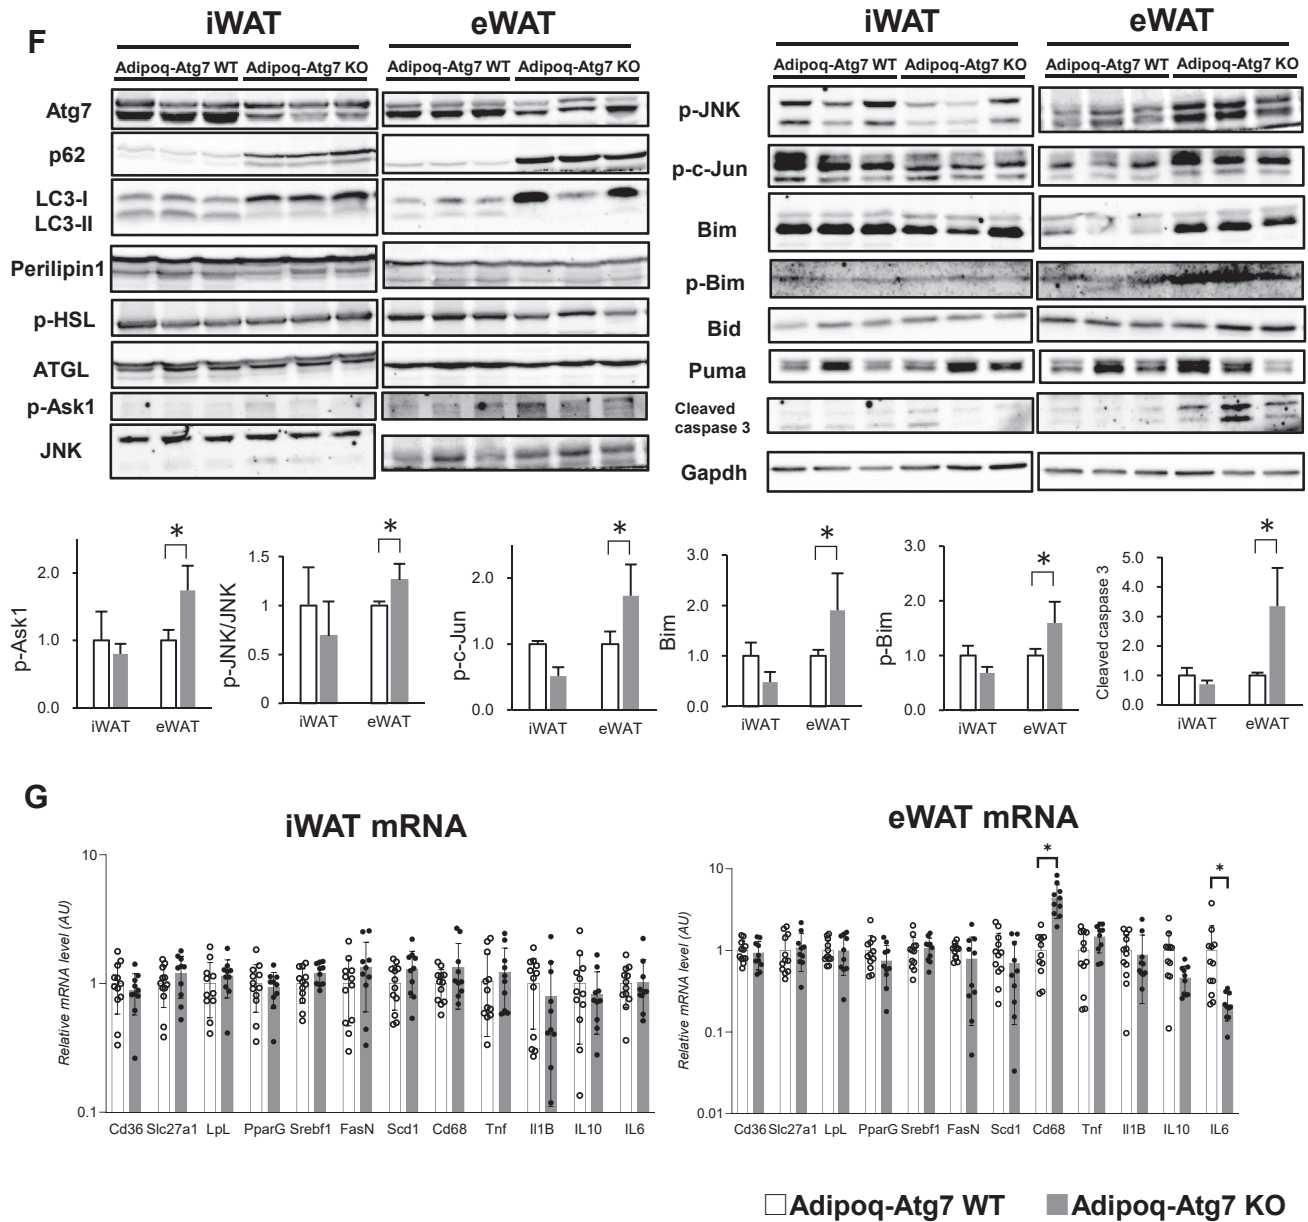 F
iWAT
eWAT
Adipoq-Atg7 WT
Adipoq-Atg7 KO
Adipoq-Atg7 WT
Adipoq-Atg7 KO
Atg7
p62
LC3-I
LC3-II
Perilipin1
p-HSL
ATGL
p-Ask1
JNK
iWAT
eWAT
Adipoq-Atg7 WT
Adipoq-Atg7 KO
Adipoq-Atg7 WT
Adipoq-Atg7 KO
p-JNK
p-c-Jun
Bim
p-Bim
Bid
Puma
Cleaved
caspase 3
Gapdh
p-Ask1
2.0
1.0
0.0
*
iWAT
eWAT
p-JNK/JNK
1.5
1
0.5
0
*
iWAT
eWAT
p-c-Jun
2.0
1.0
0.0
*
iWAT
eWAT
Bim
3.0
2.0
1.0
0.0
*
iWAT
eWAT
p-Bim
3.0
2.0
1.0
0.0
*
iWAT
eWAT
Cleaved caspase 3
5.0
4.0
3.0
2.0
1.0
0.0
*
iWAT
eWAT
G
iWAT mRNA
Relative mRNA level (AU)
10
1
0.1
Cd36 Slc27a1 LpL PparG Srebf1 FasN Scd1 Cd68 Tnf Il1B IL10 IL6
eWAT mRNA
Relative mRNA level (AU)
10
1
0.1
0.01
*
*
Cd36 Slc27a1 LpL PparG Srebf1 FasN Scd1 Cd68 Tnf Il1B IL10 IL6
Adipoq-Atg7 WT
Adipoq-Atg7 KO